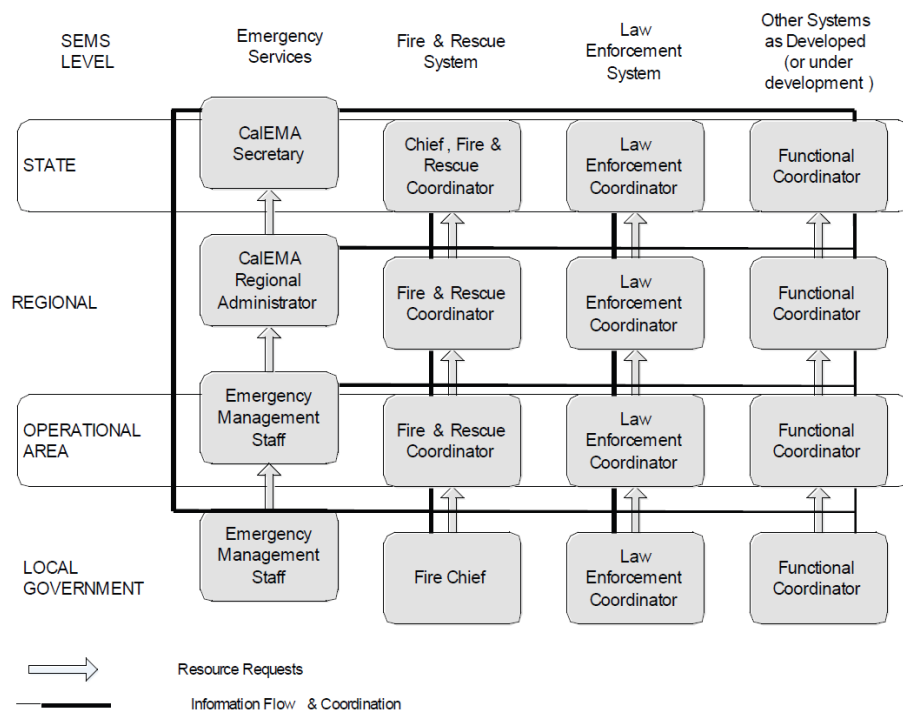 SEMS
LEVEL
Emergency
Services
Fire & Rescue
System
Law
Enforcement
System
Other Systems
as Developed
(or under
development )
STATE
CalEMA
Secretary
Chief , Fire &
Rescue
Coordinator
Law
Enforcement
Coordinator
Functional
Coordinator
REGIONAL
CalEMA
Regional
Administrator
Fire & Rescue
Coordinator
Law
Enforcement
Coordinator
Functional
Coordinator
OPERATIONAL
AREA
Emergency
Management
Staff
Fire & Rescue
Coordinator
Law
Enforcement
Coordinator
Functional
Coordinator
LOCAL
GOVERNMENT
Emergency
Management
Staff
Fire Chief
Law
Enforcement
Coordinator
Functional
Coordinator
Resource Requests
Information Flow & Coordination